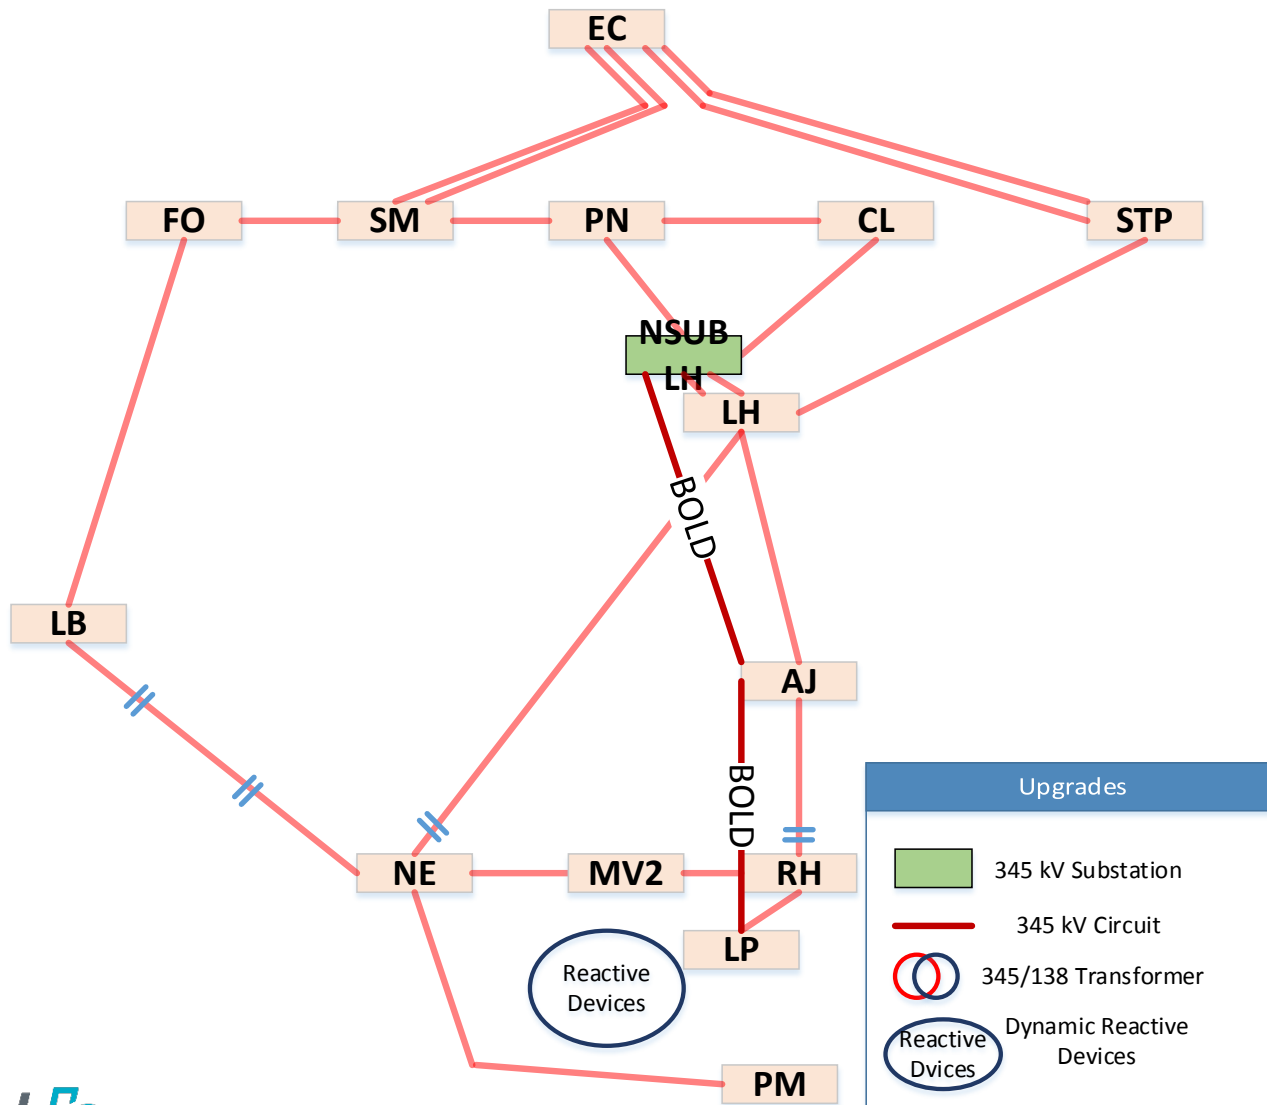 EC
FO
SM
PN
CL
STP
NSUB
LH
LH
BOLD
LB
AJ
BOLD
NE
MV2
RH
LP
Reactive
Devices
PM
Upgrades
345 kV Substation
345 kV Circuit
345/138 Transformer
Reactive
Dvices
Dynamic Reactive
Devices